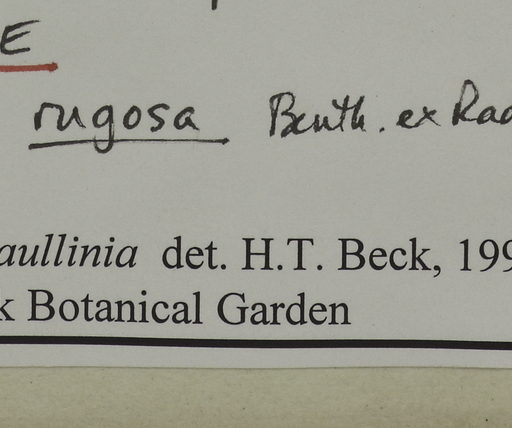 E
rugosa Benth. ex Rad
aullinia det. H.T. Beck, 199
k Botanical Garden